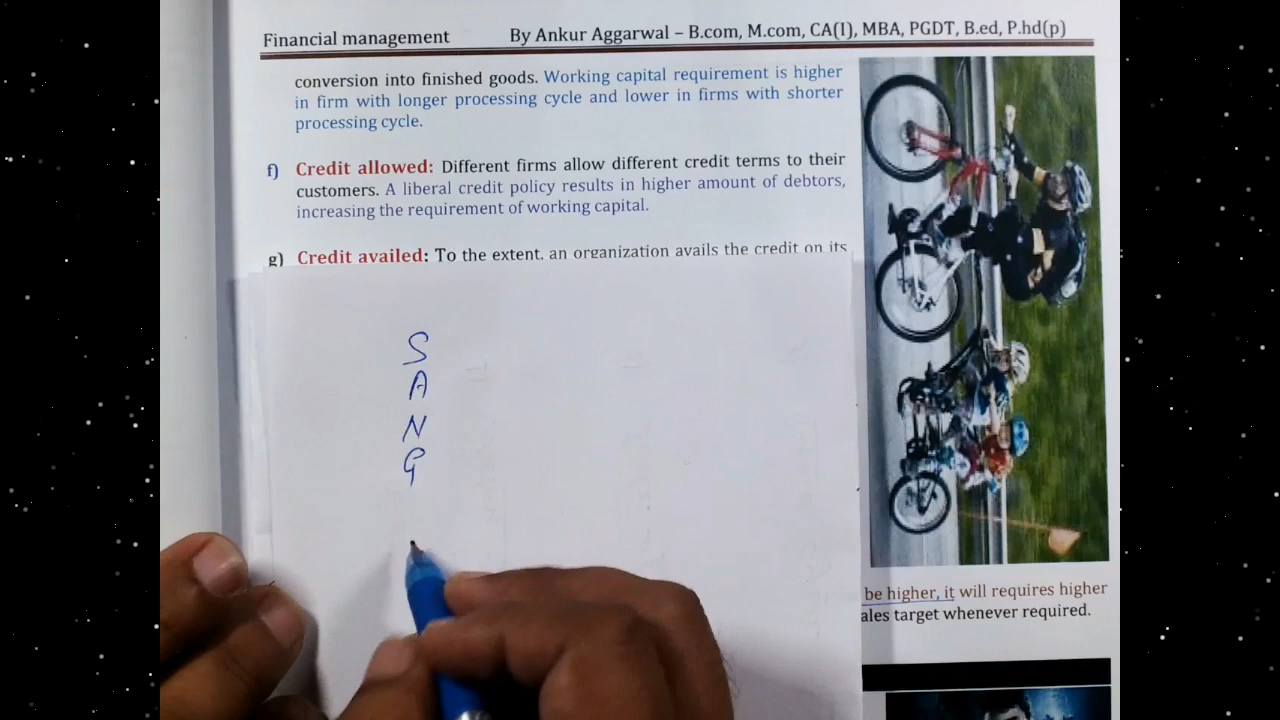 Financial management By Ankur Aggarwal – B.com, M.com, CA(I), MBA, PGDT, B.ed, P.hd(p)
conversion into finished goods. Working capital requirement is higher
in firm with longer processing cycle and lower in firms with shorter
processing cycle.
f) Credit allowed: Different firms allow different credit terms to their
customers. A liberal credit policy results in higher amount of debtors,
increasing the requirement of working capital.
g) Credit availed: To the extent, an organization avails the credit on its
S
A
N
G
be higher, it will requires higher
ales target whenever required.